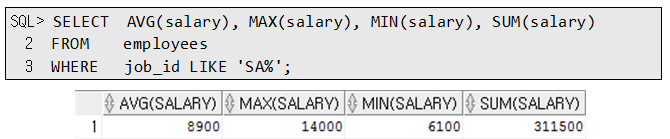 SQL> SELECT AVG(salary), MAX(salary), MIN(salary), SUM(salary)
2 FROM employees
3 WHERE job_id LIKE 'SA%';
AVG(SALARY) MAX(SALARY) MIN(SALARY) SUM(SALARY)
1 8900 14000 6100 311500